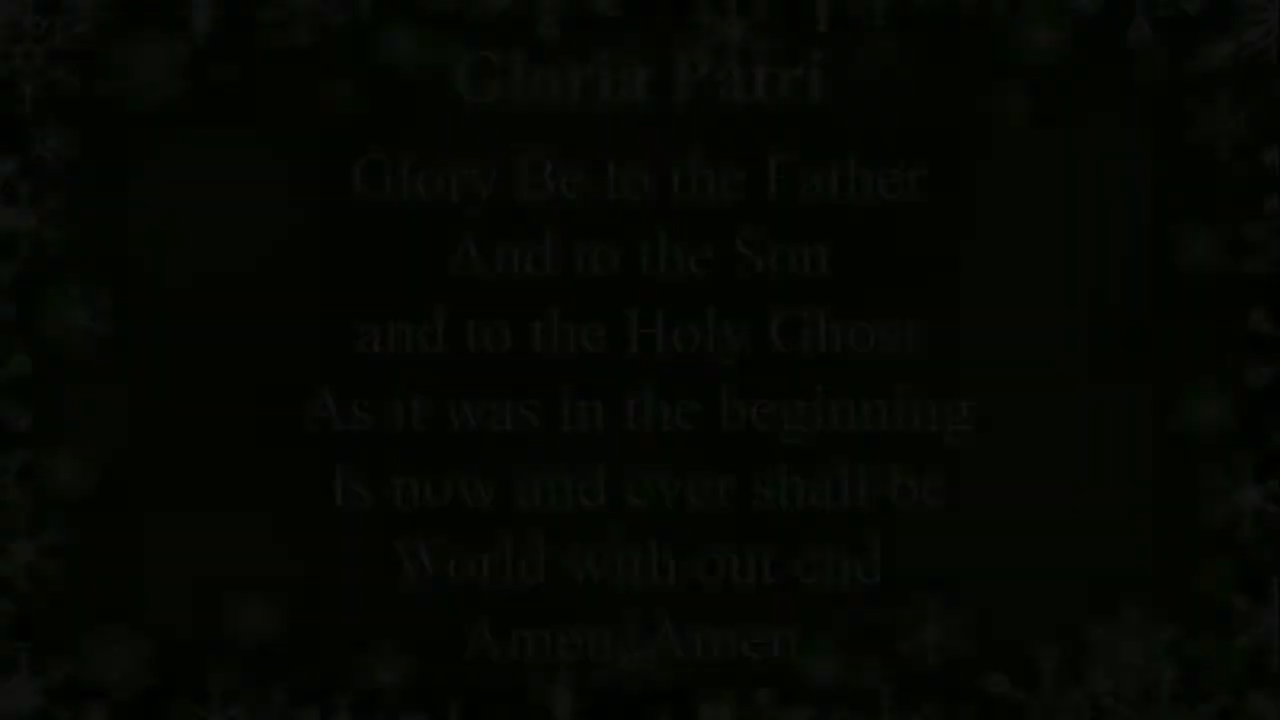 Gloria Patri
Glory Be to the Father
And to the Son
and to the Holy Ghost
As it was in the beginning
Is now and ever shall be
World with out end
Amen, Amen